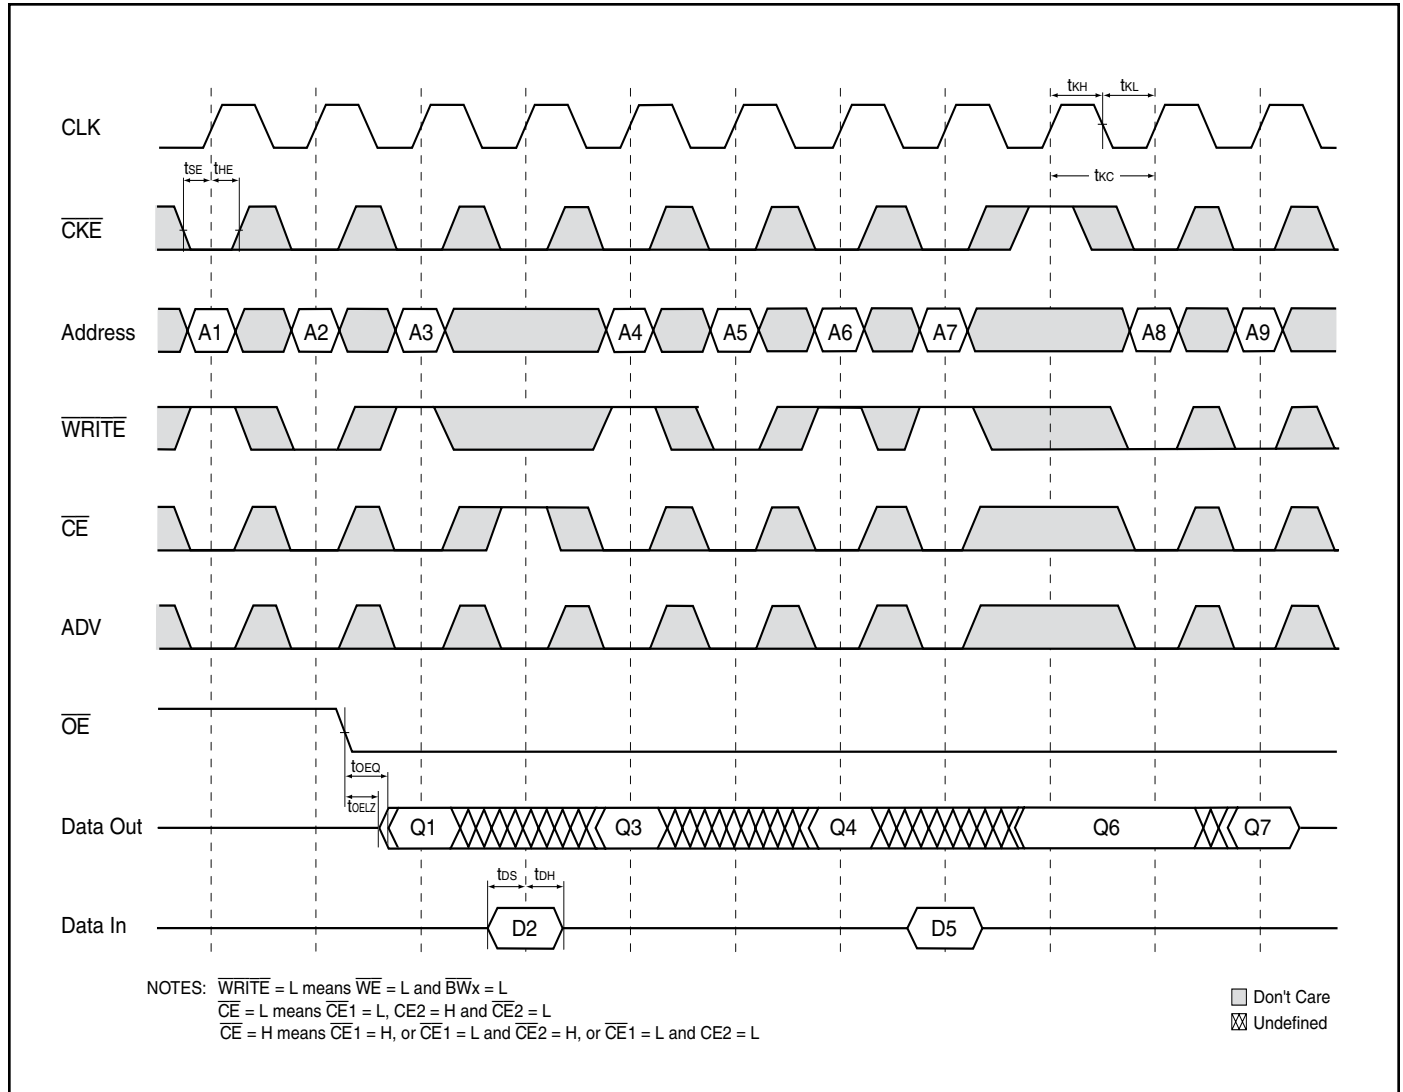 tKH tKL
CLK
tSE tHE
tKC
CKE
Address A1 A2 A3 A4 A5 A6 A7 A8 A9
WRITE
CE
ADV
OE
tOEQ
tOELZ
Data Out Q1 Q3 Q4 Q6 Q7
tDS tDH
Data In D2 D5
NOTES: WRITE = L means WE = L and BWx = L
CE = L means CE1 = L, CE2 = H and CE2 = L
CE = H means CE1 = H, or CE1 = L and CE2 = H, or CE1 = L and CE2 = L
Don't Care
Undefined